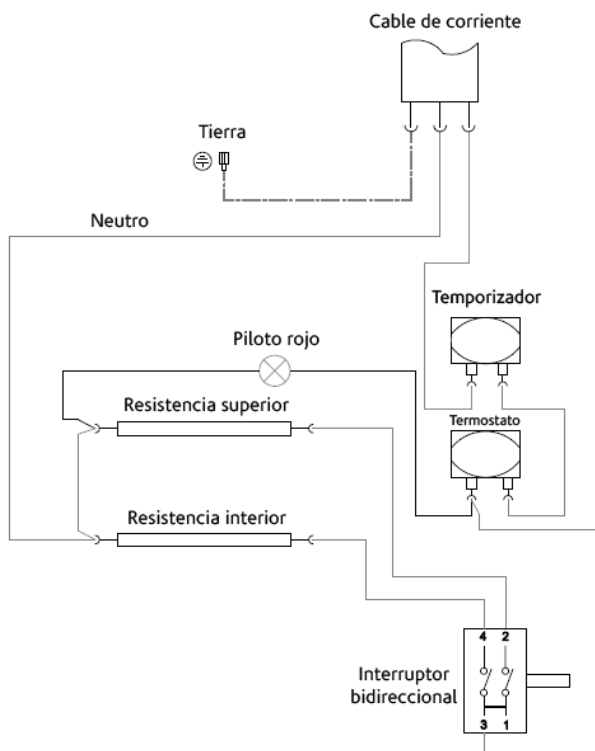 Cable de corriente
Tierra
Neutro
Temporizador
Piloto rojo
Resistencia superior
Termostato
Resistencia interior
4 2
Interruptor
bidireccional
3 1